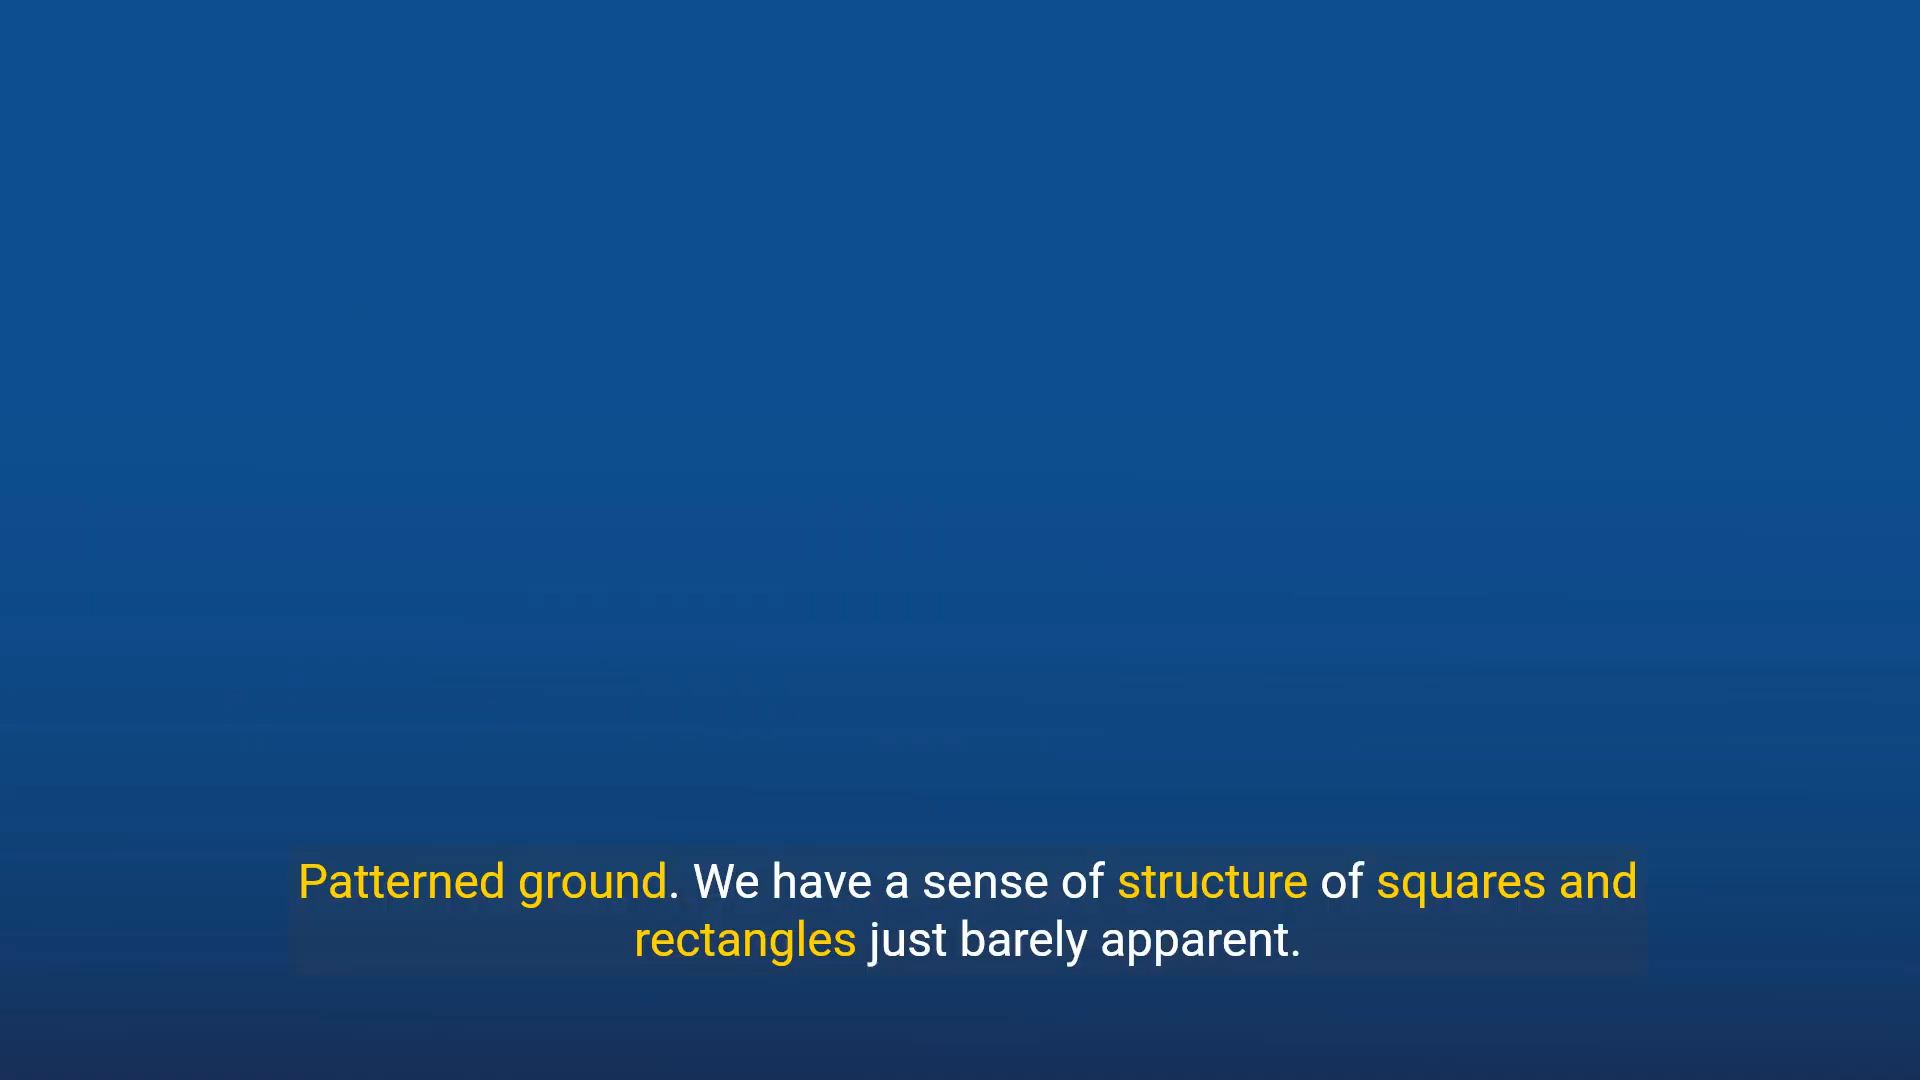 Patterned ground. We have a sense of structure of squares and
rectangles just barely apparent.